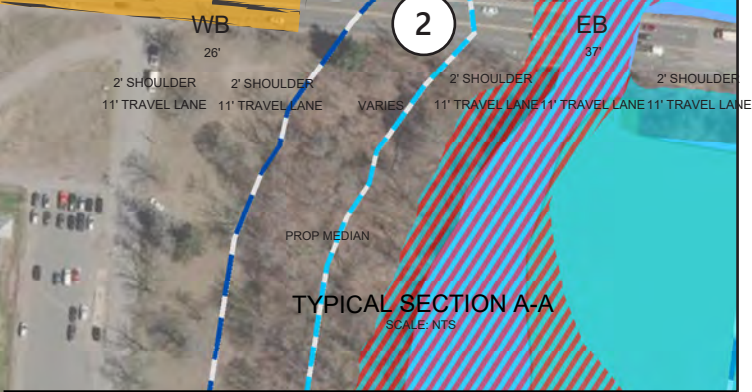 WB
2
EB
26'
37'
2' SHOULDER
2' SHOULDER
2' SHOULDER
2' SHOULDER
11' TRAVEL LANE
11' TRAVEL LANE
VARIES
11' TRAVEL LANE
11' TRAVEL LANE
11' TRAVEL LANE
PROP MEDIAN
TYPICAL SECTION A-A
SCALE: NTS